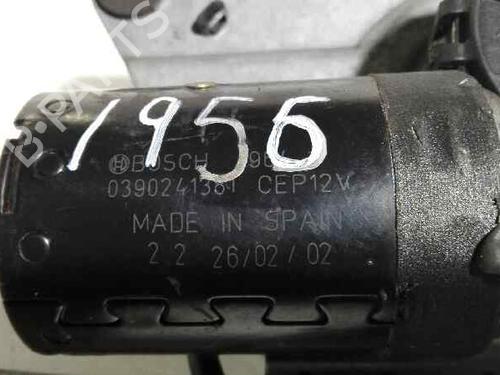 B-PARTS
1956
BOSCH
0390241381 CEP12V
MADE IN SPAIN
2 2 26/02/02